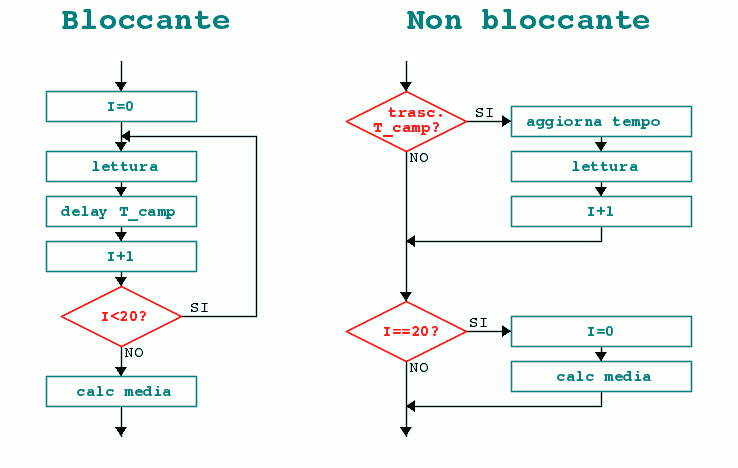 Bloccante
I=0
lettura
delay T_camp
I+1
I<20?
SI
NO
calc media
Non bloccante
trasc.
T_camp?
SI
NO
aggiorna tempo
lettura
I+1
I==20?
SI
NO
I=0
calc media